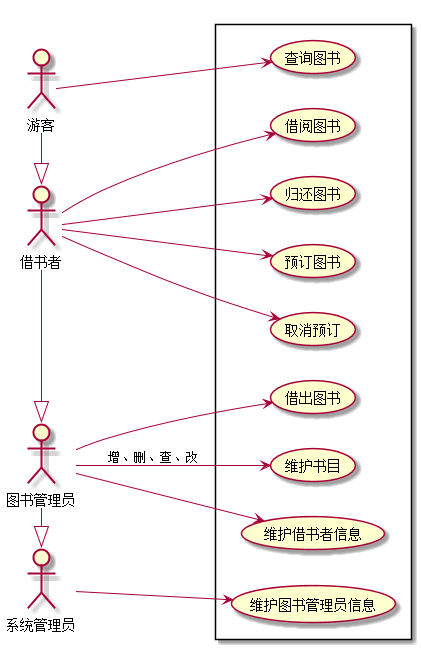 查询图书
游客
借阅图书
归还图书
借书者
预订图书
取消预订
借出图书
增、删、查、改
维护书目
图书管理员
维护借书者信息
维护图书管理员信息
系统管理员